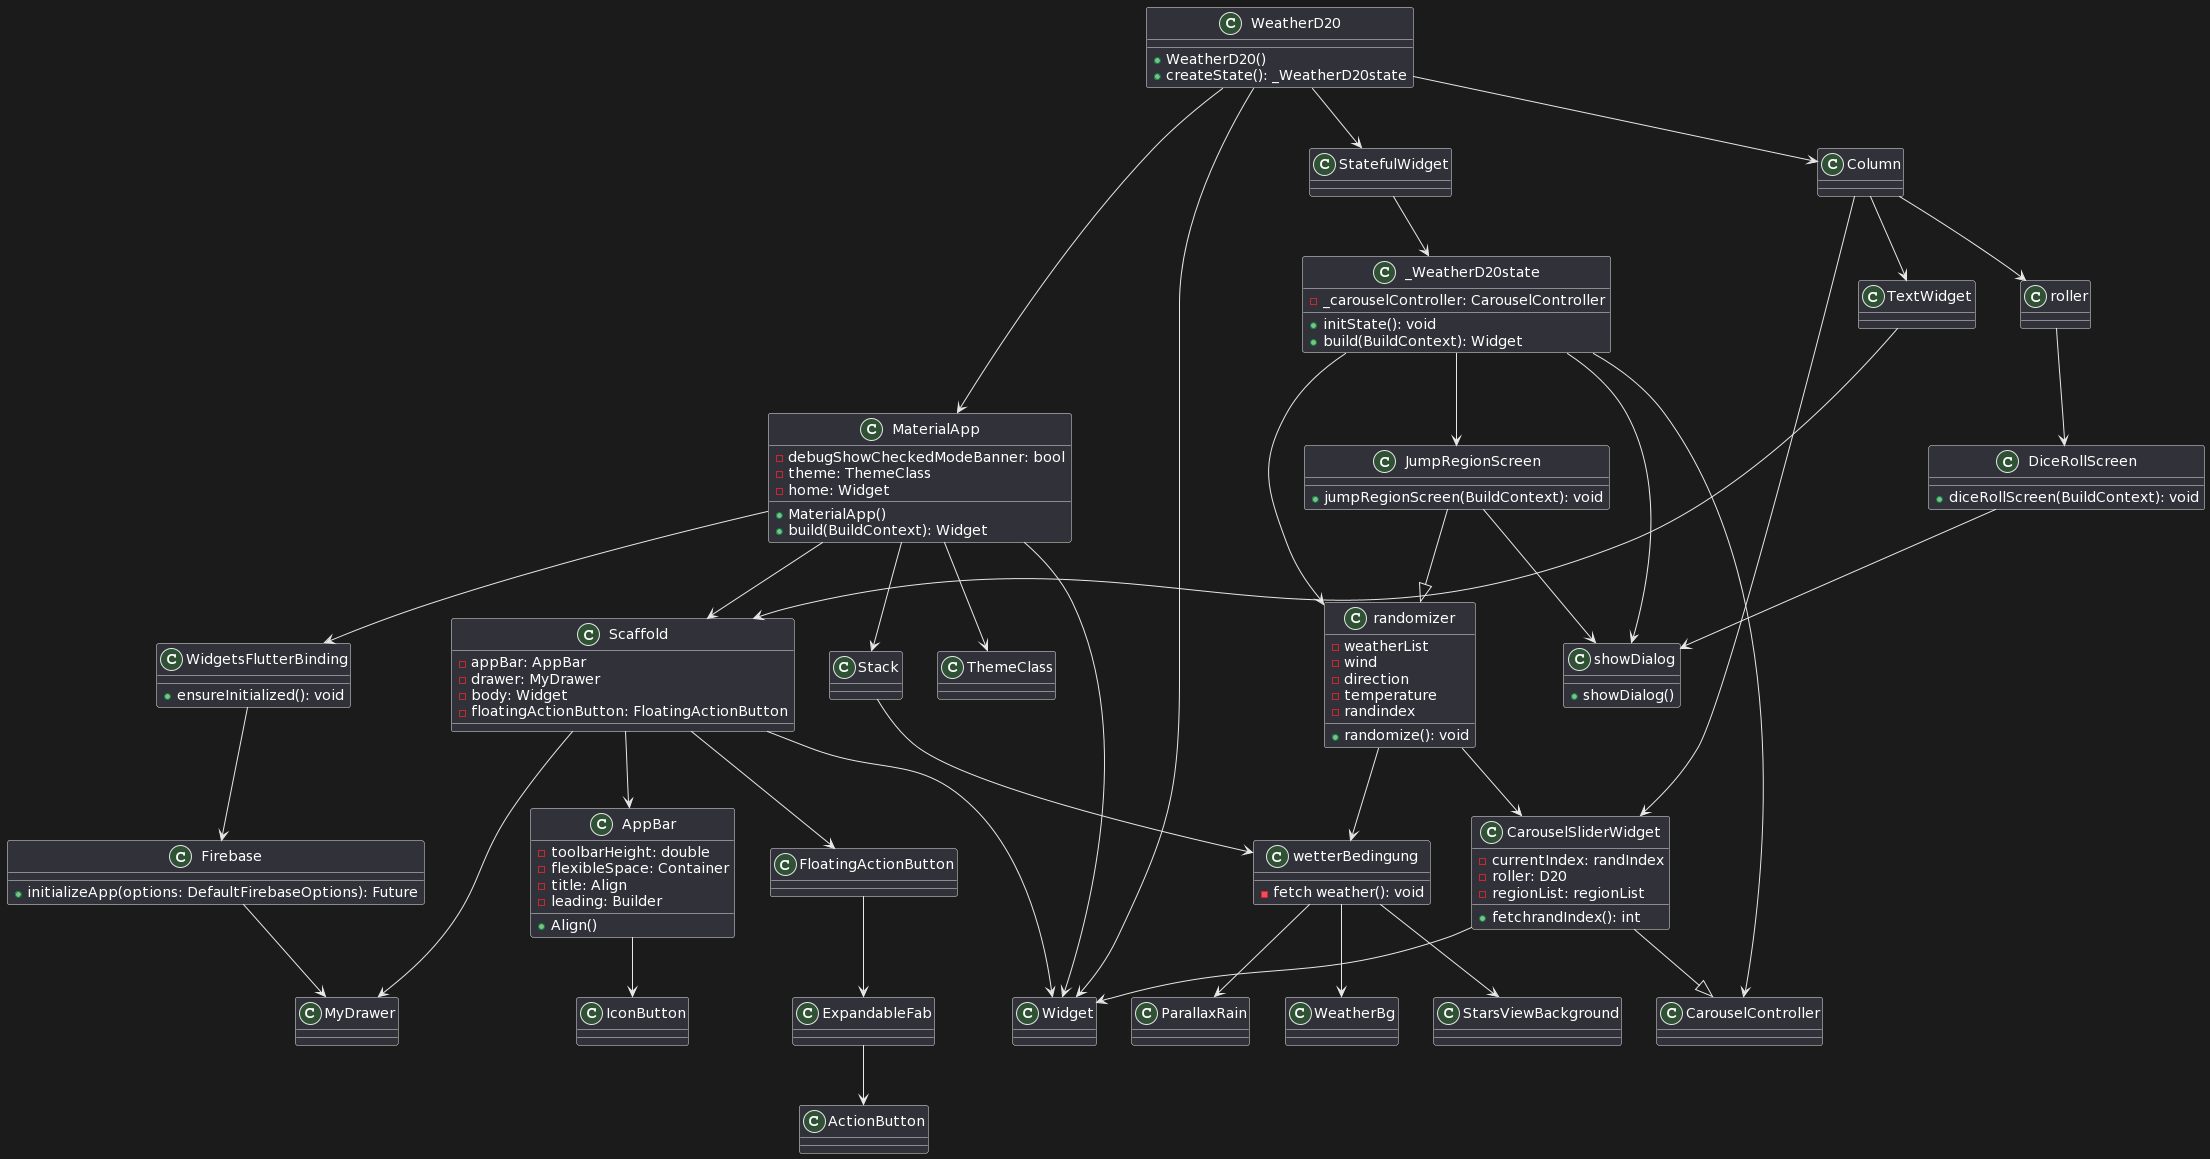 C WeatherD20
WeatherD20()
createState(): _WeatherD20state
C StatefulWidget
C Column
C _WeatherD20state
_carouselController: CarouselController
initState(): void
build(BuildContext): Widget
C TextWidget
C roller
C MaterialApp
debugShowCheckedModeBanner: bool
theme: ThemeClass
home: Widget
MaterialApp()
build(BuildContext): Widget
C JumpRegionScreen
jumpRegionScreen(BuildContext): void
C DiceRollScreen
diceRollScreen(BuildContext): void
C WidgetsFlutterBinding
ensureInitialized(): void
C Scaffold
appBar: AppBar
drawer: MyDrawer
body: Widget
floatingActionButton: FloatingActionButton
C Stack
C ThemeClass
C randomizer
weatherList
wind
direction
temperature
randindex
randomize(): void
C showDialog
showDialog()
C Firebase
initializeApp(options: DefaultFirebaseOptions): Future
C AppBar
toolbarHeight: double
flexibleSpace: Container
title: Align
leading: Builder
Align()
C FloatingActionButton
C wetterBedingung
fetch weather(): void
C CarouselSliderWidget
currentIndex: randIndex
roller: D20
regionList: regionList
fetchrandIndex(): int
C MyDrawer
C IconButton
C ExpandableFab
C Widget
C ParallaxRain
C WeatherBg
C StarsViewBackground
C CarouselController
C ActionButton